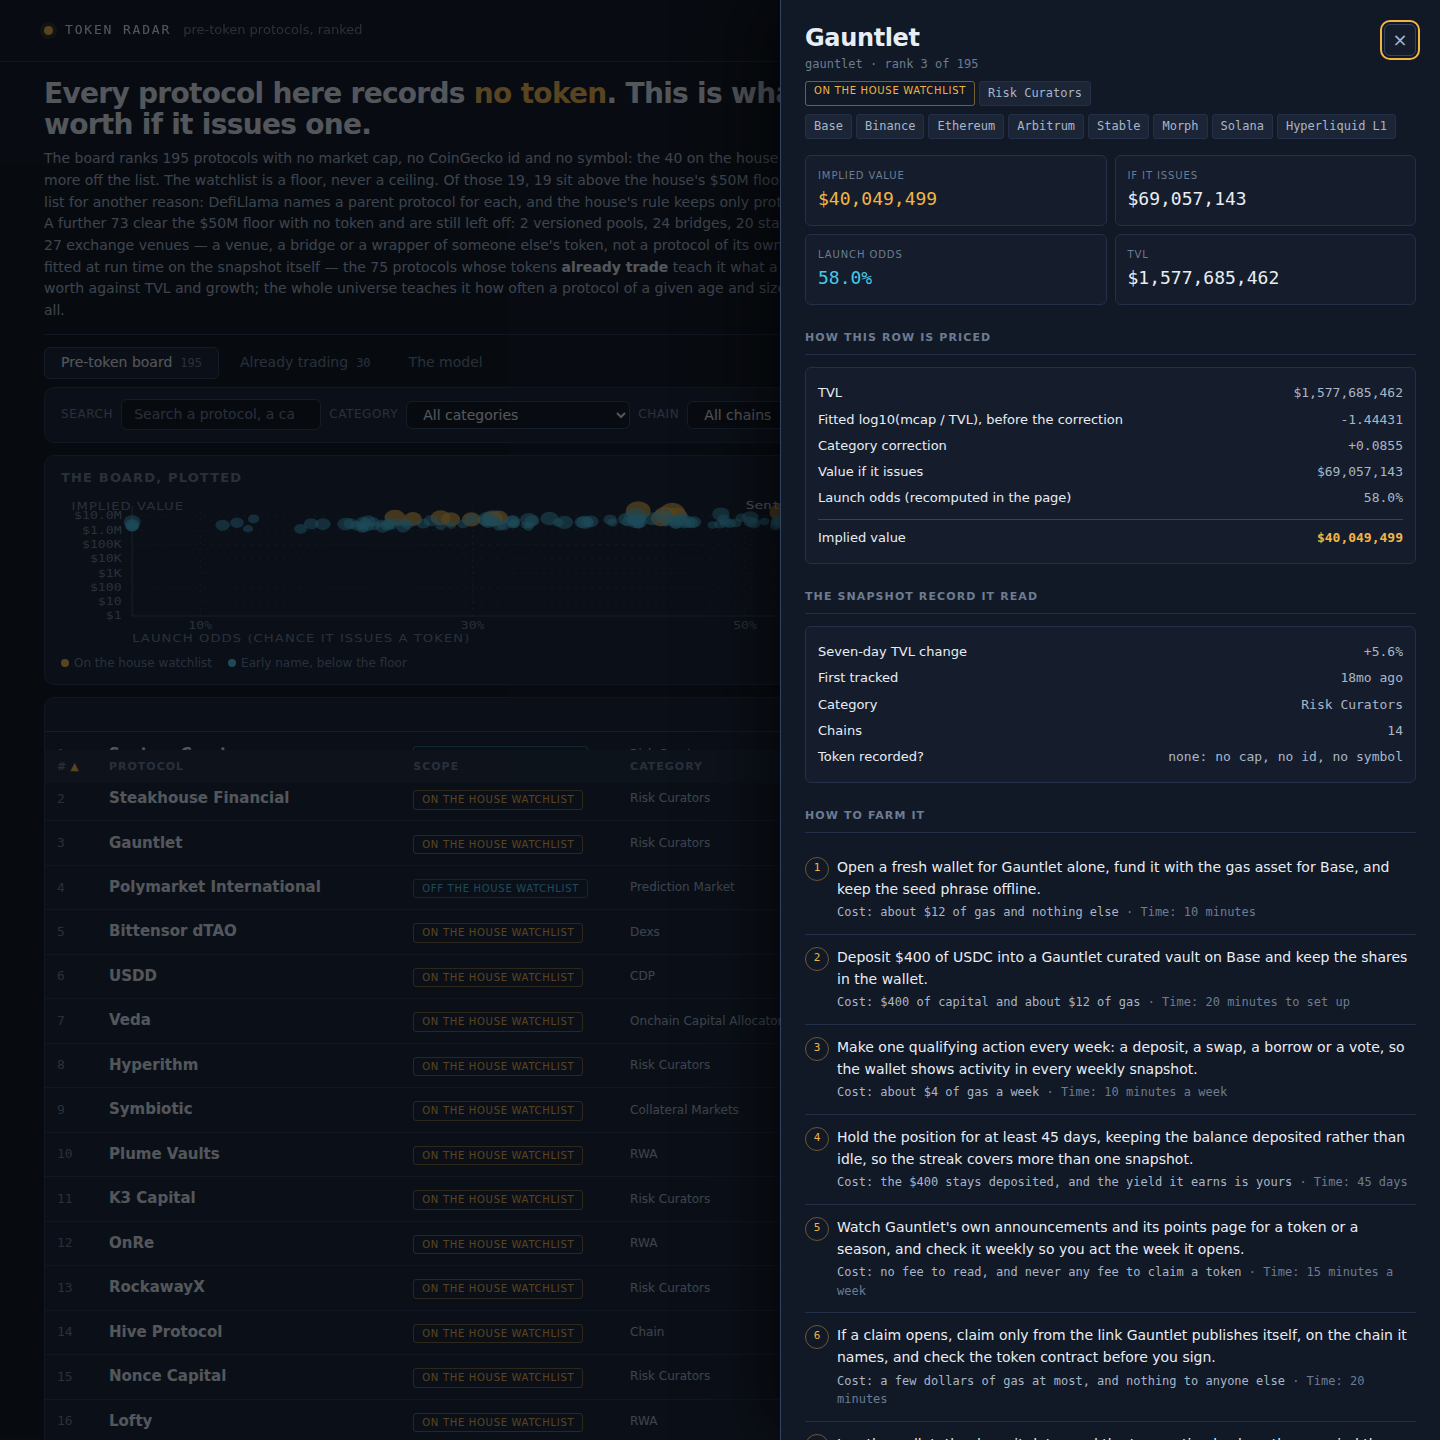 TOKEN RADAR pre-token protocols, ranked
Every protocol here records no token. This is wha
worth if it issues one.
The board ranks 195 protocols with no market cap, no CoinGecko id and no symbol: the 40 on the house
more off the list. The watchlist is a floor, never a ceiling. Of those 19, 19 sit above the house's $50M floo
list for another reason: DefiLlama names a parent protocol for each, and the house's rule keeps only prot
A further 73 clear the $50M floor with no token and are still left off: 2 versioned pools, 24 bridges, 20 sta
27 exchange venues — a venue, a bridge or a wrapper of someone else's token, not a protocol of its own
fitted at run time on the snapshot itself — the 75 protocols whose tokens already trade teach it what a
worth against TVL and growth; the whole universe teaches it how often a protocol of a given age and size
all.
Pre-token board 195 Already trading 30 The model
SEARCH Search a protocol, a ca CATEGORY All categories CHAIN All chains
THE BOARD, PLOTTED
IMPLIED VALUE Sent
$10.0M
$1.0M
$100K
$10K
$1K
$100
$10
$1
10% 30% 50%
LAUNCH ODDS (CHANCE IT ISSUES A TOKEN)
On the house watchlist Early name, below the floor
# ▲ PROTOCOL SCOPE CATEGORY
2 Steakhouse Financial ON THE HOUSE WATCHLIST Risk Curators
3 Gauntlet ON THE HOUSE WATCHLIST Risk Curators
4 Polymarket International OFF THE HOUSE WATCHLIST Prediction Market
5 Bittensor dTAO ON THE HOUSE WATCHLIST Dexs
6 USDD ON THE HOUSE WATCHLIST CDP
7 Veda ON THE HOUSE WATCHLIST Onchain Capital Allocator
8 Hyperithm ON THE HOUSE WATCHLIST Risk Curators
9 Symbiotic ON THE HOUSE WATCHLIST Collateral Markets
10 Plume Vaults ON THE HOUSE WATCHLIST RWA
11 K3 Capital ON THE HOUSE WATCHLIST Risk Curators
12 OnRe ON THE HOUSE WATCHLIST RWA
13 RockawayX ON THE HOUSE WATCHLIST Risk Curators
14 Hive Protocol ON THE HOUSE WATCHLIST Chain
15 Nonce Capital ON THE HOUSE WATCHLIST Risk Curators
16 Lofty ON THE HOUSE WATCHLIST RWA
Gauntlet
gauntlet · rank 3 of 195
ON THE HOUSE WATCHLIST Risk Curators
Base Binance Ethereum Arbitrum Stable Morph Solana Hyperliquid L1
IMPLIED VALUE
$40,049,499
IF IT ISSUES
$69,057,143
LAUNCH ODDS
58.0%
TVL
$1,577,685,462
HOW THIS ROW IS PRICED
TVL $1,577,685,462
Fitted log10(mcap / TVL), before the correction -1.44431
Category correction +0.0855
Value if it issues $69,057,143
Launch odds (recomputed in the page) 58.0%
Implied value $40,049,499
THE SNAPSHOT RECORD IT READ
Seven-day TVL change +5.6%
First tracked 18mo ago
Category Risk Curators
Chains 14
Token recorded? none: no cap, no id, no symbol
HOW TO FARM IT
1 Open a fresh wallet for Gauntlet alone, fund it with the gas asset for Base, and
keep the seed phrase offline.
Cost: about $12 of gas and nothing else · Time: 10 minutes
2 Deposit $400 of USDC into a Gauntlet curated vault on Base and keep the shares
in the wallet.
Cost: $400 of capital and about $12 of gas · Time: 20 minutes to set up
3 Make one qualifying action every week: a deposit, a swap, a borrow or a vote, so
the wallet shows activity in every weekly snapshot.
Cost: about $4 of gas a week · Time: 10 minutes a week
4 Hold the position for at least 45 days, keeping the balance deposited rather than
idle, so the streak covers more than one snapshot.
Cost: the $400 stays deposited, and the yield it earns is yours · Time: 45 days
5 Watch Gauntlet's own announcements and its points page for a token or a
season, and check it weekly so you act the week it opens.
Cost: no fee to read, and never any fee to claim a token · Time: 15 minutes a
week
6 If a claim opens, claim only from the link Gauntlet publishes itself, on the chain it
names, and check the token contract before you sign.
Cost: a few dollars of gas at most, and nothing to anyone else · Time: 20
minutes